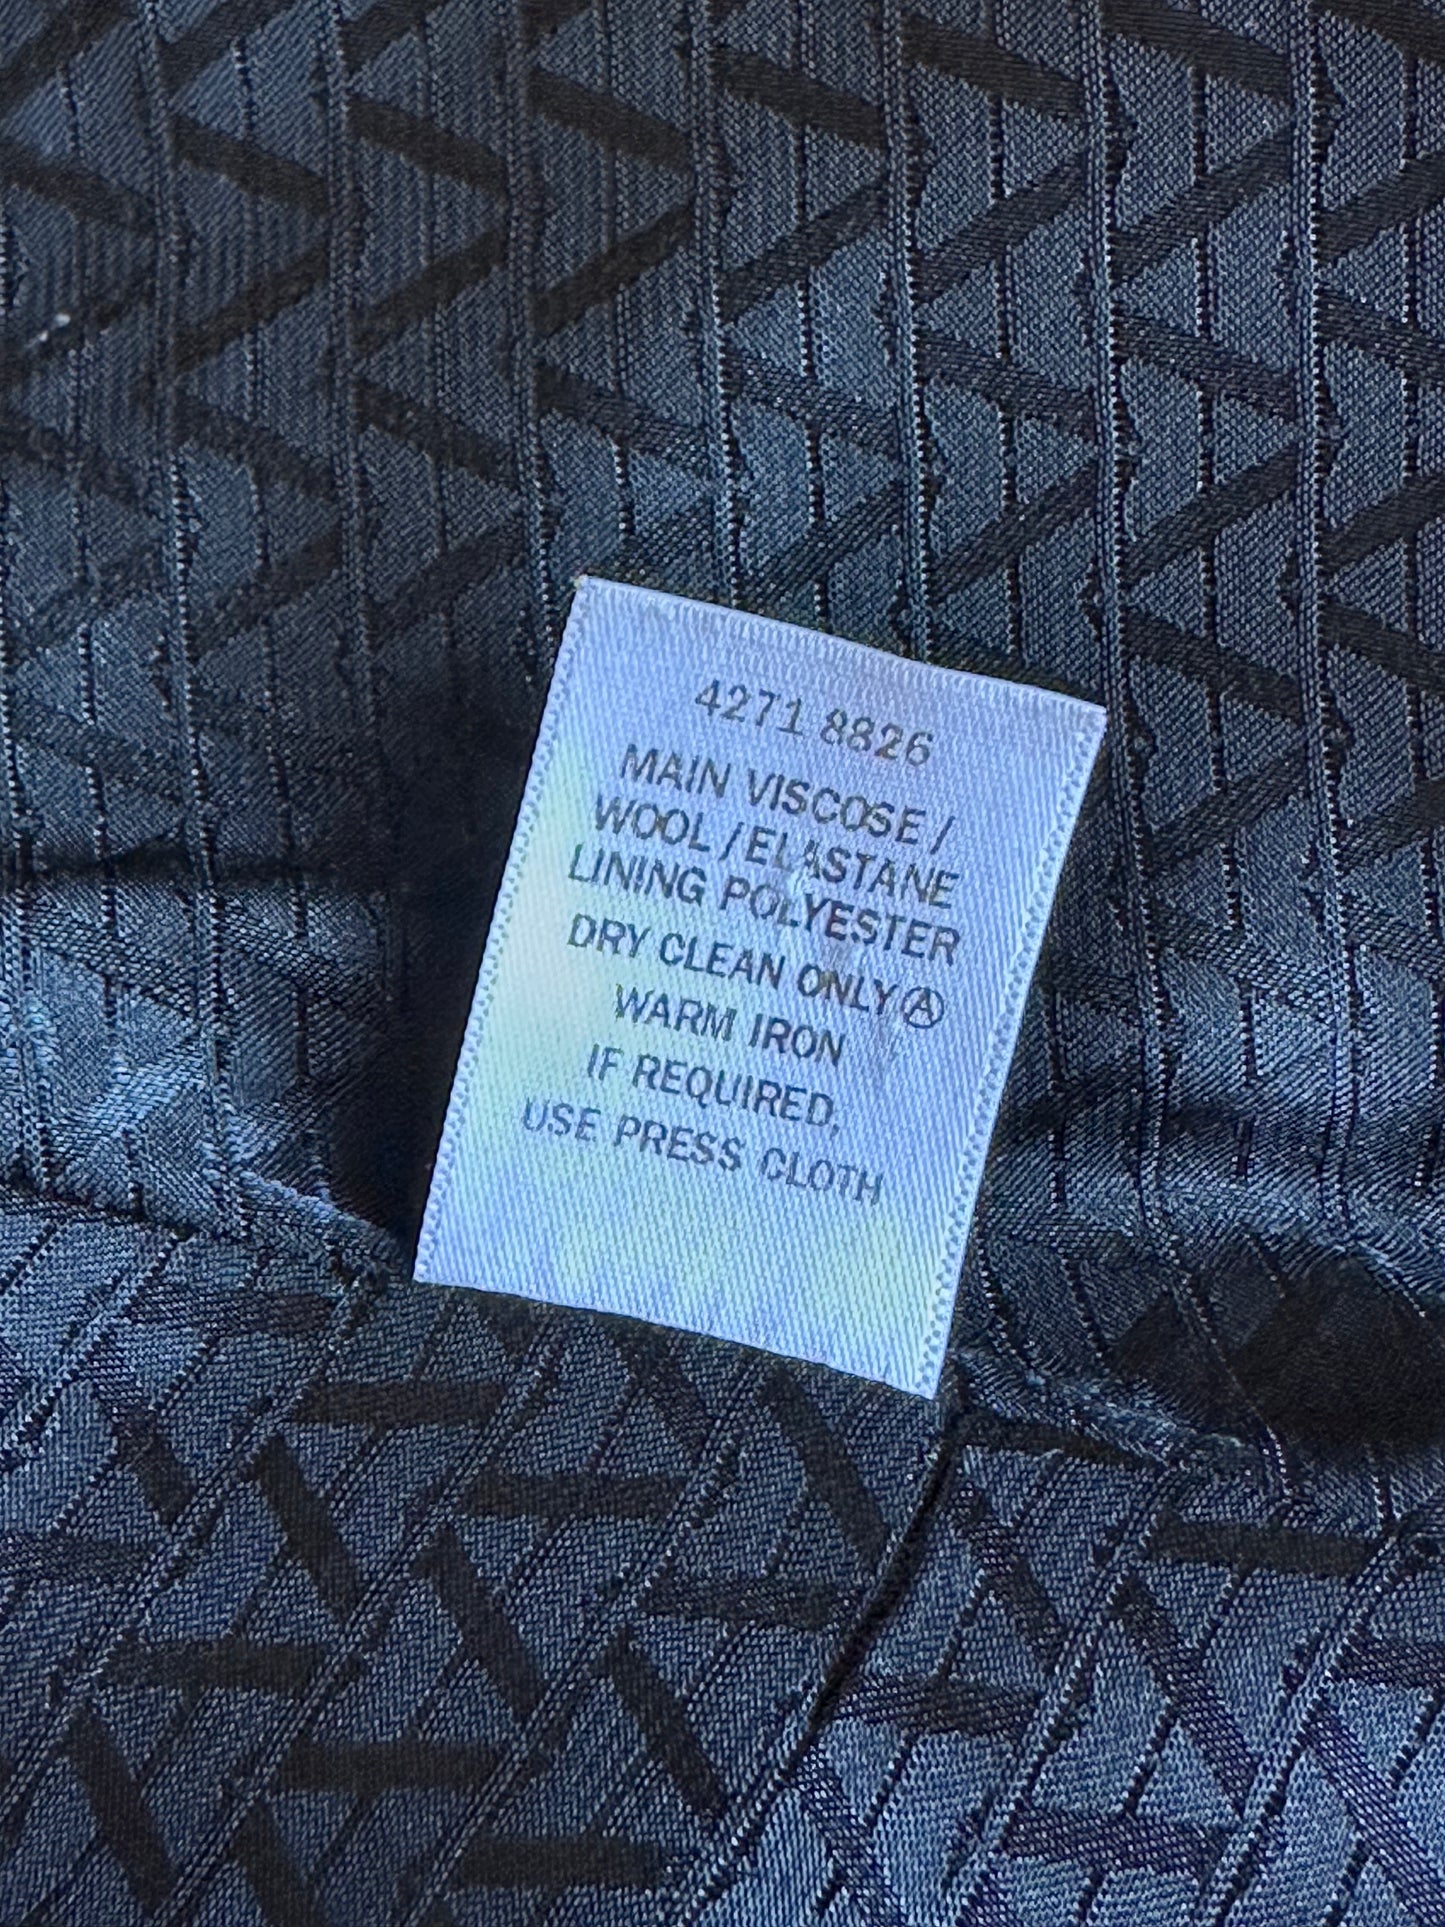 4271 8826
MAIN VISCOSE/
WOOL/ELASTANE
LINING POLYESTER
DRY CLEAN ONLY Ⓐ
WARM IRON
IF REQUIRED,
USE PRESS CLOTH